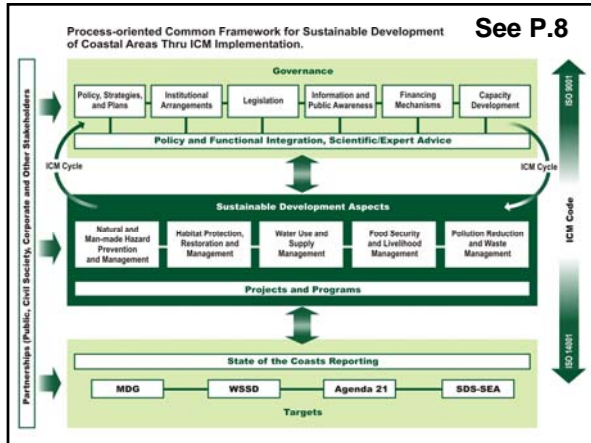 Process-oriented Common Framework for Sustainable Development
of Coastal Areas Thru ICM Implementation.
See P.8
Partnerships (Public, Civil Society, Corporate and Other Stakeholders
Governance
Policy, Strategies,
and Plans
Institutional
Arrangements
Legislation
Information and
Public Awareness
Financing
Mechanisms
Capacity
Development
Policy and Functional Integration, Scientific/Expert Advice
ICM Cycle
ICM Cycle
Sustainable Development Aspects
Natural and
Man-made Hazard
Prevention
and Management
Habitat Protection,
Restoration and
Management
Water Use and
Supply
Management
Food Security
and Livelihood
Management
Pollution Reduction
and Waste
Management
Projects and Programs
State of the Coasts Reporting
MDG
WSSD
Agenda 21
SDS-SEA
Targets
ISO 9001
ICM Code
ISO 14001